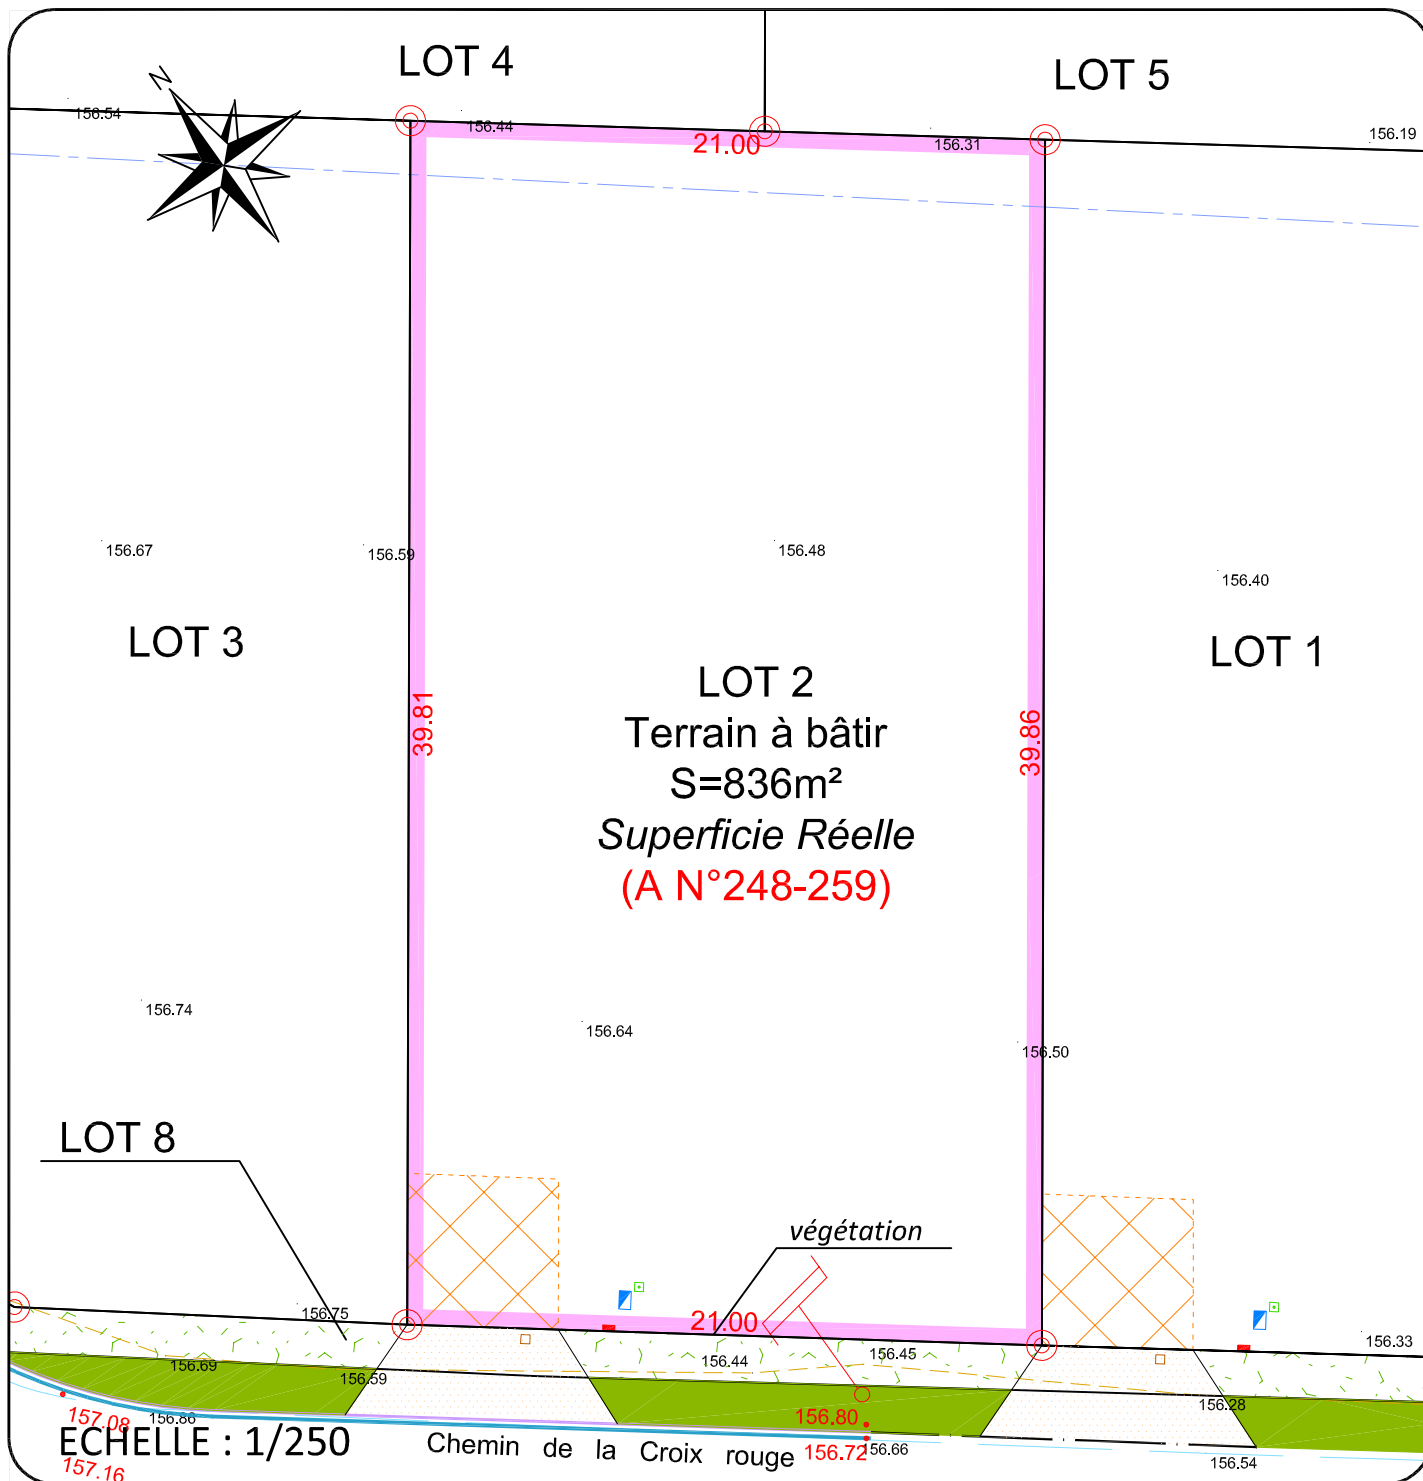 LOT 4
LOT 5
N
156.54
156.44
21.00
156.31
156.19
156.67
156.59
156.48
156.40
LOT 3
LOT 1
39.81
39.86
LOT 2
Terrain à bâtir
S=836m²
Superficie Réelle
(A N°248-259)
156.74
156.64
156.50
LOT 8
végétation
156.75
21.00
156.33
156.69
156.59
156.44
156.45
157.08
156.86
156.80
156.28
ECHELLE : 1/250
Chemin de la Croix rouge
156.72
156.66
156.54
157.16